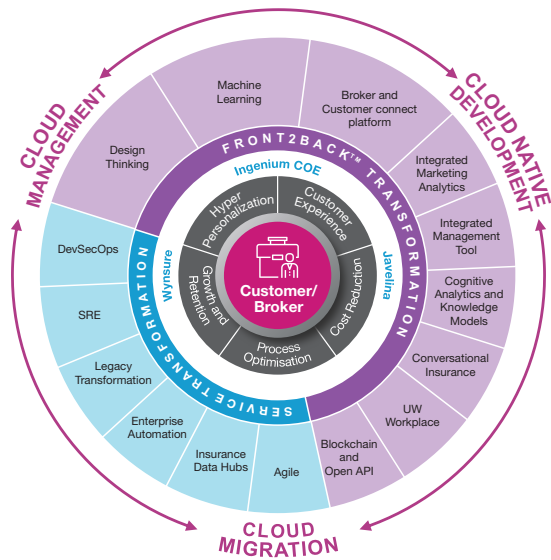 CLOUD
MANAGEMENT
CLOUD NATIVE
DEVELOPMENT
CLOUD
MIGRATION
Machine
Learning
Broker and
Customer connect
platform
Integrated
Marketing
Analytics
Integrated
Management
Tool
Cognitive
Analytics and
Knowledge
Models
Conversational
Insurance
UW
Workplace
Blockchain
and
Open API
Agile
Insurance
Data Hubs
Enterprise
Automation
Legacy
Transformation
SRE
DevSecOps
Design
Thinking
FRONT2BACK™ TRANSFORMATION
SERVICE TRANSFORMATION
Ingenium COE
Javelina
Wynsure
Hyper
Personalization
Customer
Experience
Cost Reduction
Process
Optimisation
Growth and
Retention
Customer/
Broker